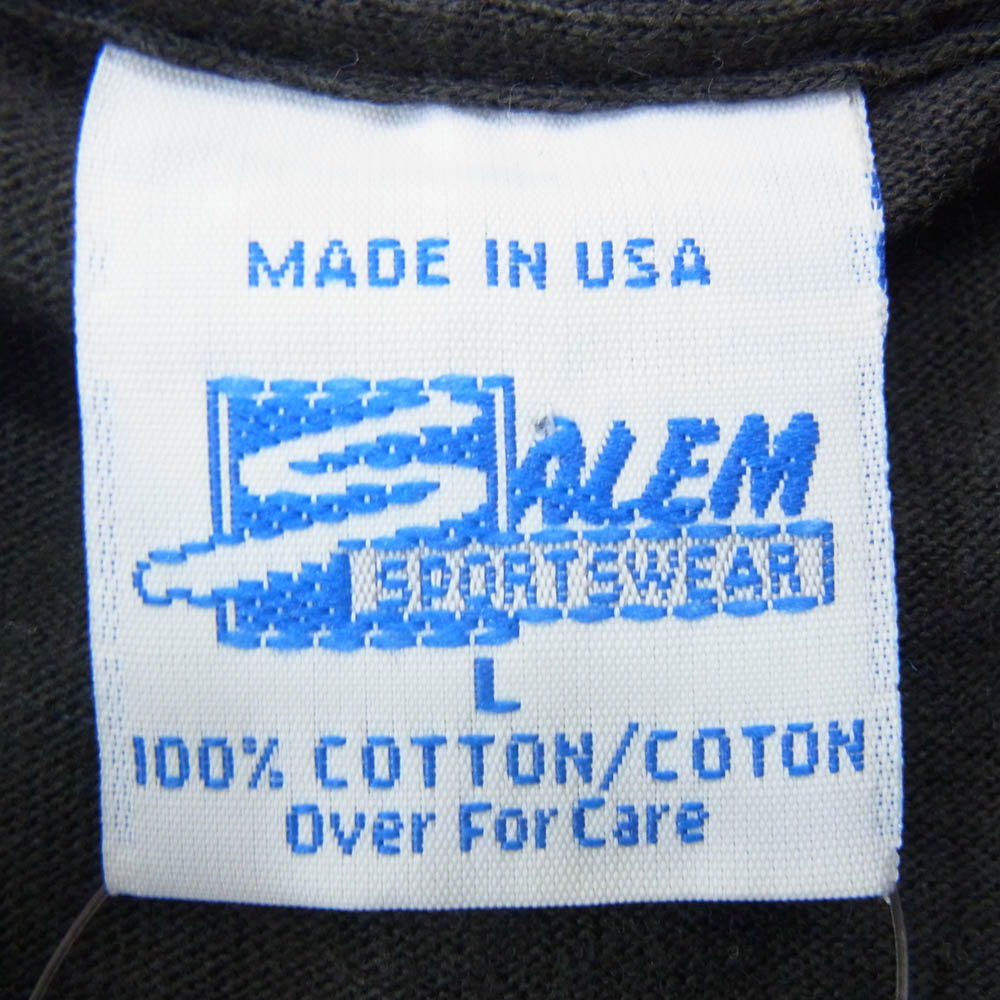 MADE IN USA
SALEM
SPORTSWEAR
L
100% COTTON/COTON
Over For Care